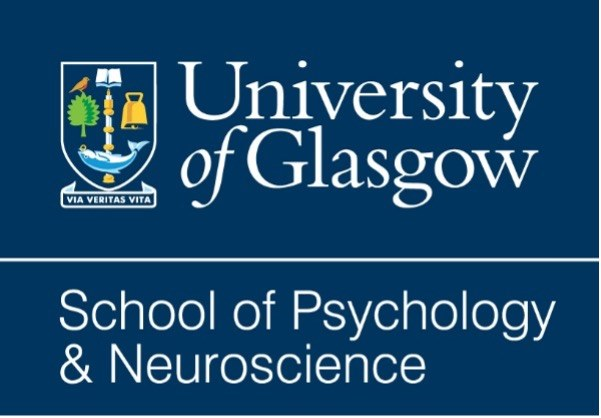 University
of Glasgow
VIA VERITAS VITA
School of Psychology
& Neuroscience